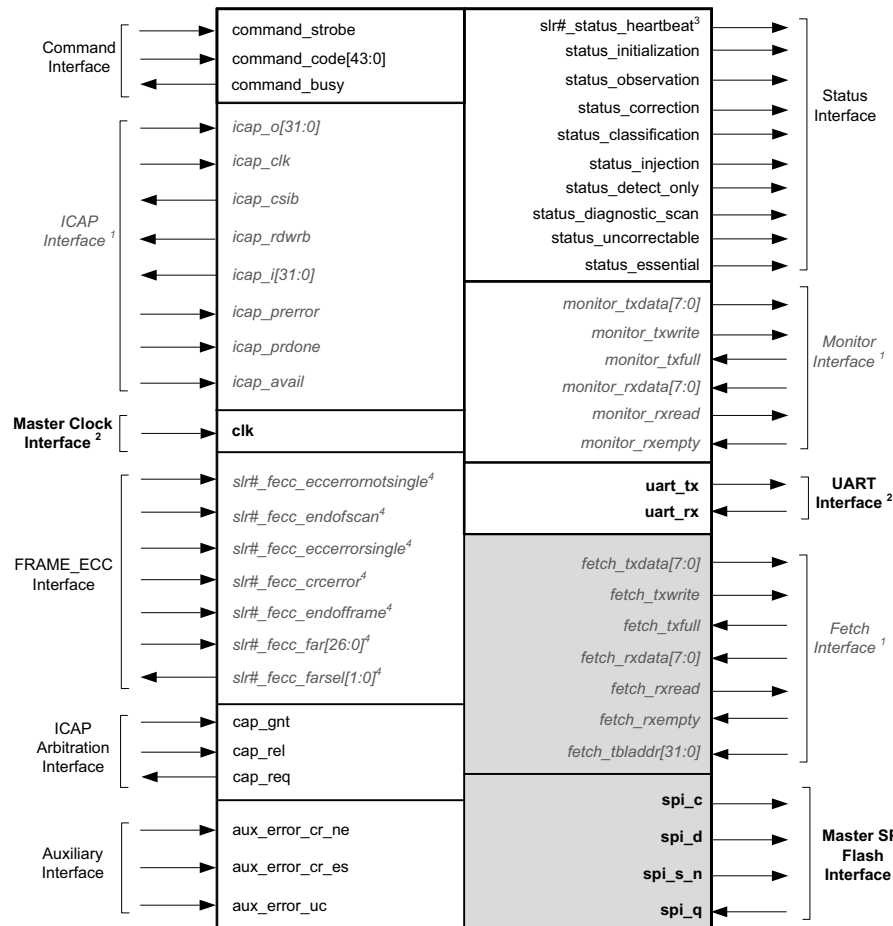 Command
Interface
command_strobe
command_code[43:0]
command_busy
ICAP
Interface 1
icap_o[31:0]
icap_clk
icap_csib
icap_rdwrb
icap_i[31:0]
icap_prerror
icap_prdone
icap_avail
Master Clock
Interface 2
clk
FRAME_ECC
Interface
slr#_fecc_eccerrornotsingle4
slr#_fecc_endofscan4
slr#_fecc_eccerrorsingle4
slr#_fecc_crcerror4
slr#_fecc_endofframe4
slr#_fecc_far[26:0]4
slr#_fecc_farsel[1:0]4
ICAP
Arbitration
Interface
cap_gnt
cap_rel
cap_req
Auxiliary
Interface
aux_error_cr_ne
aux_error_cr_es
aux_error_uc
slr#_status_heartbeat3
status_initialization
status_observation
status_correction
status_classification
status_injection
status_detect_only
status_diagnostic_scan
status_uncorrectable
status_essential
Status
Interface
monitor_txdata[7:0]
monitor_txwrite
monitor_txfull
monitor_rxdata[7:0]
monitor_rxread
monitor_rxempty
Monitor
Interface 1
uart_tx
uart_rx
UART
Interface 2
fetch_txdata[7:0]
fetch_txwrite
fetch_txfull
fetch_rxdata[7:0]
fetch_rxread
fetch_rxempty
fetch_tbladdr[31:0]
Fetch
Interface 1
spi_c
spi_d
spi_s_n
spi_q
Master
Flash
Interface